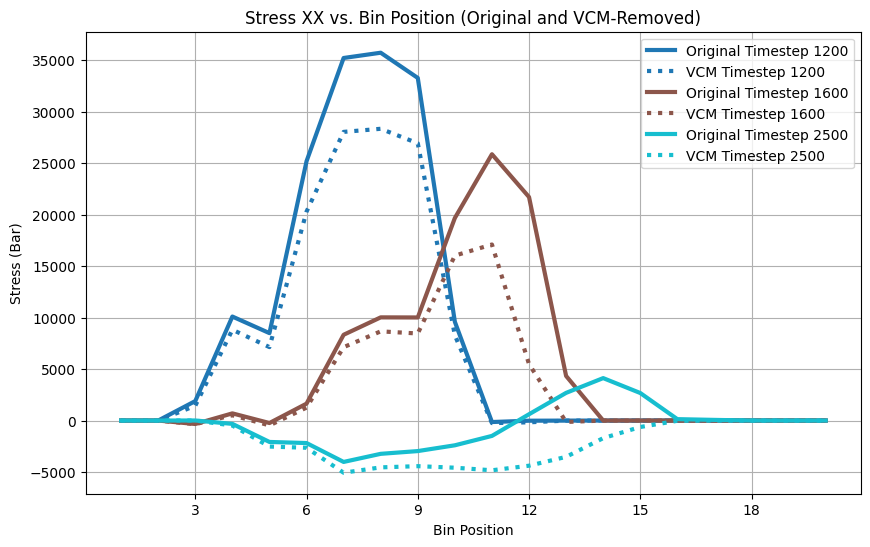 Stress XX vs. Bin Position (Original and VCM-Removed)
Original Timestep 1200
VCM Timestep 1200
Original Timestep 1600
VCM Timestep 1600
Original Timestep 2500
VCM Timestep 2500
Stress (Bar)
35000
30000
25000
20000
15000
10000
5000
0
−5000
3 6 9 12 15 18
Bin Position